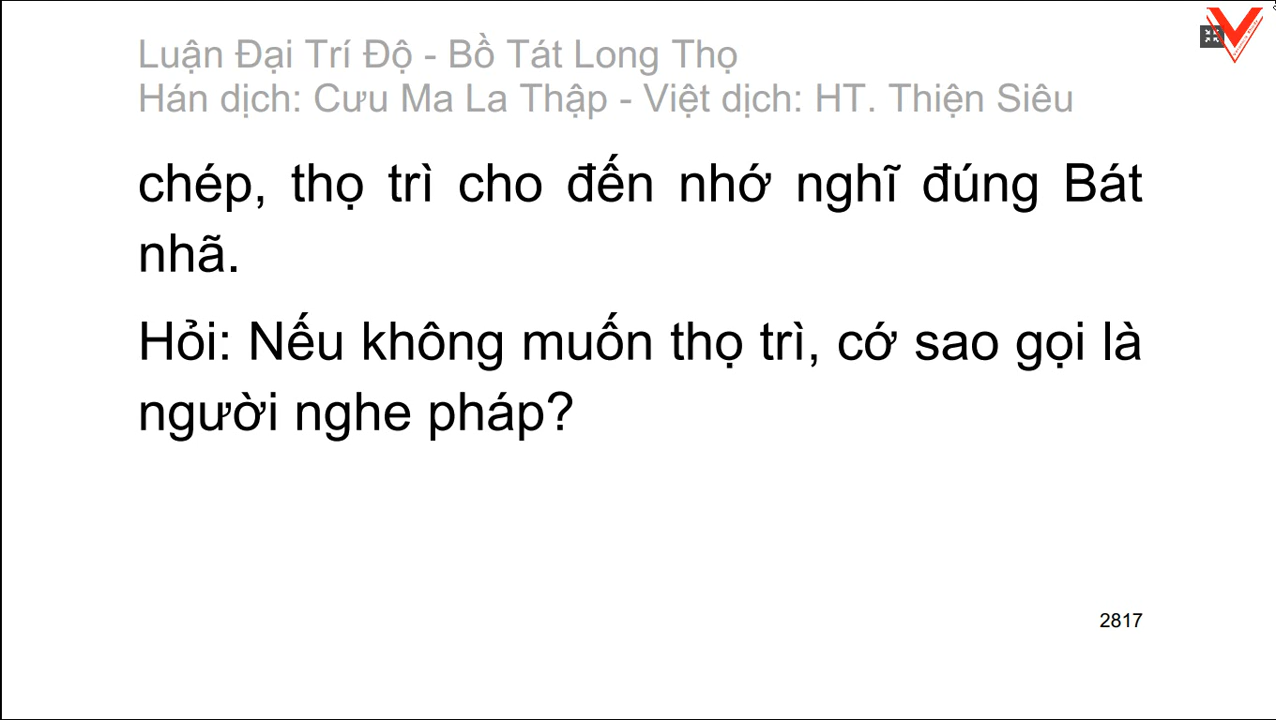 Luận Đại Trí Độ - Bồ Tát Long Thọ
Hán dịch: Cưu Ma La Thập - Việt dịch: HT. Thiện Siêu
chép, thọ trì cho đến nhớ nghĩ đúng Bát
nhã.
Hỏi: Nếu không muốn thọ trì, cớ sao gọi là
người nghe pháp?
2817